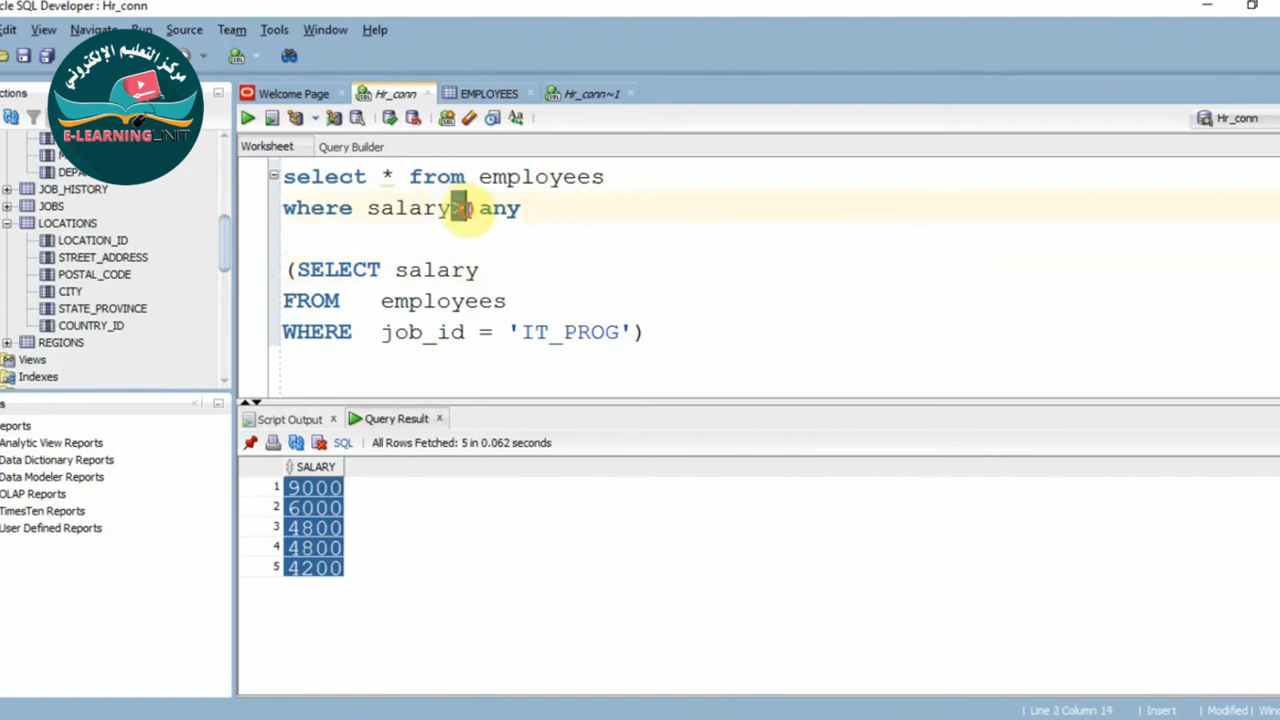 cle SQL Developer : Hr_conn
Edit View Navigate Run Source Team Tools Window Help
مركز التعليم الإلكتروني
E-LEARNING UNIT
ctions
Welcome Page
Hr_conn
EMPLOYEES
Hr_conn~1
Hr_conn
Worksheet Query Builder
JOB_HISTORY
JOBS
LOCATIONS
LOCATION_ID
STREET_ADDRESS
POSTAL_CODE
CITY
STATE_PROVINCE
COUNTRY_ID
REGIONS
Views
Indexes
select * from employees
where salary any
(SELECT salary
FROM employees
WHERE job_id = 'IT_PROG')
s
eports
Analytic View Reports
Data Dictionary Reports
Data Modeler Reports
OLAP Reports
TimesTen Reports
User Defined Reports
Script Output Query Result
SQL All Rows Fetched: 5 in 0.062 seconds
SALARY
1 9000
2 6000
3 4800
4 4800
5 4200
Line 2 Column 14 Insert Modified Win